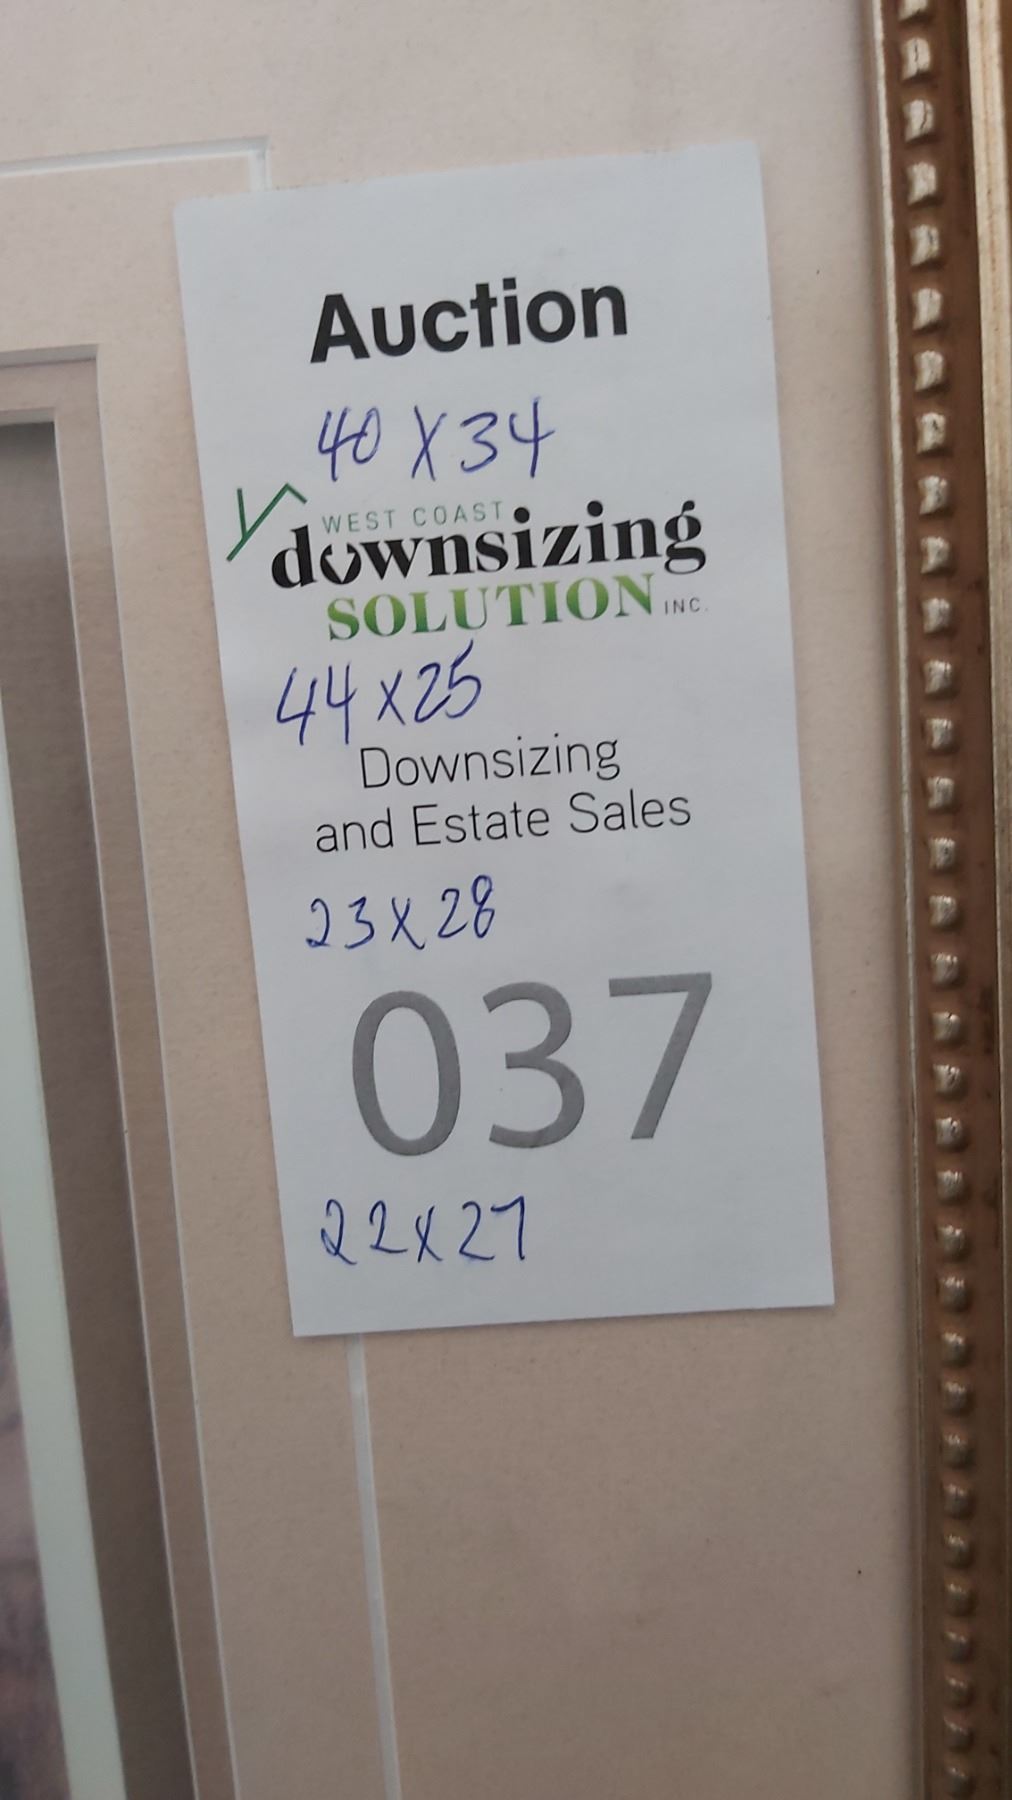 Auction
40 X 34
WEST COAST
downsizing
SOLUTION INC.
44 x 25
Downsizing
and Estate Sales
23 X 28
037
22 x 27